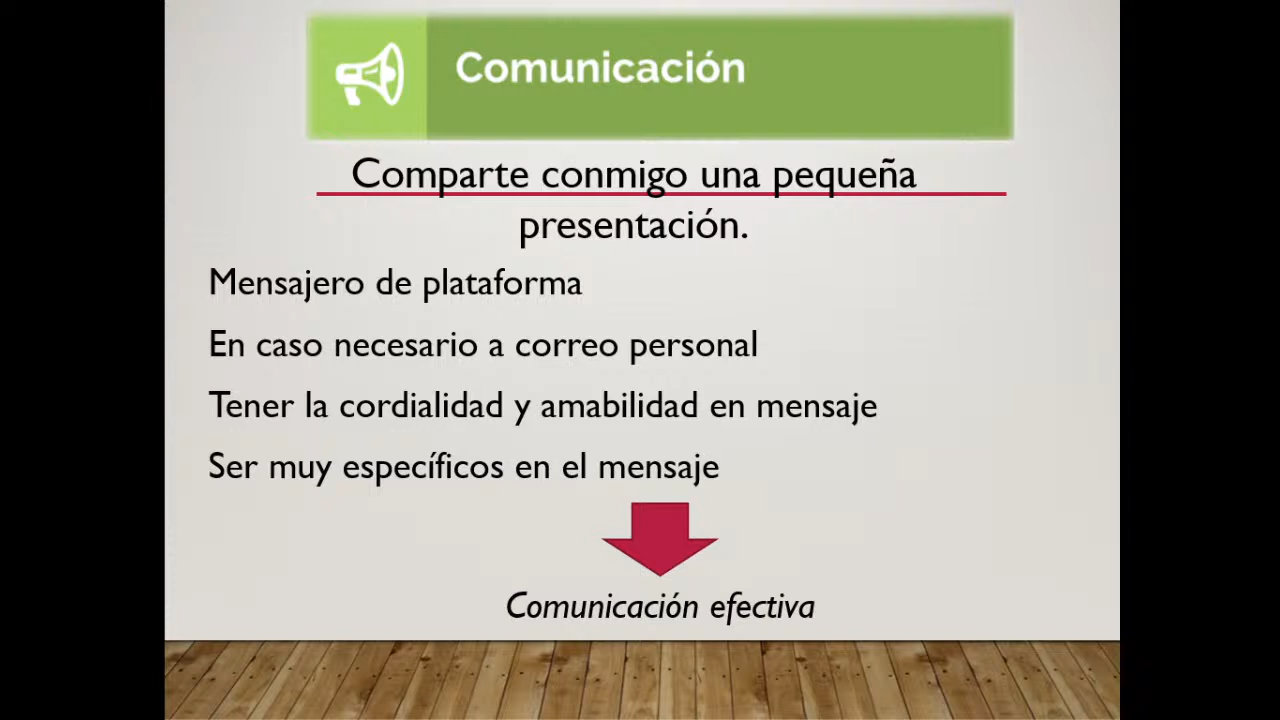 Comunicación
Comparte conmigo una pequeña
presentación.
Mensajero de plataforma
En caso necesario a correo personal
Tener la cordialidad y amabilidad en mensaje
Ser muy específicos en el mensaje
Comunicación efectiva